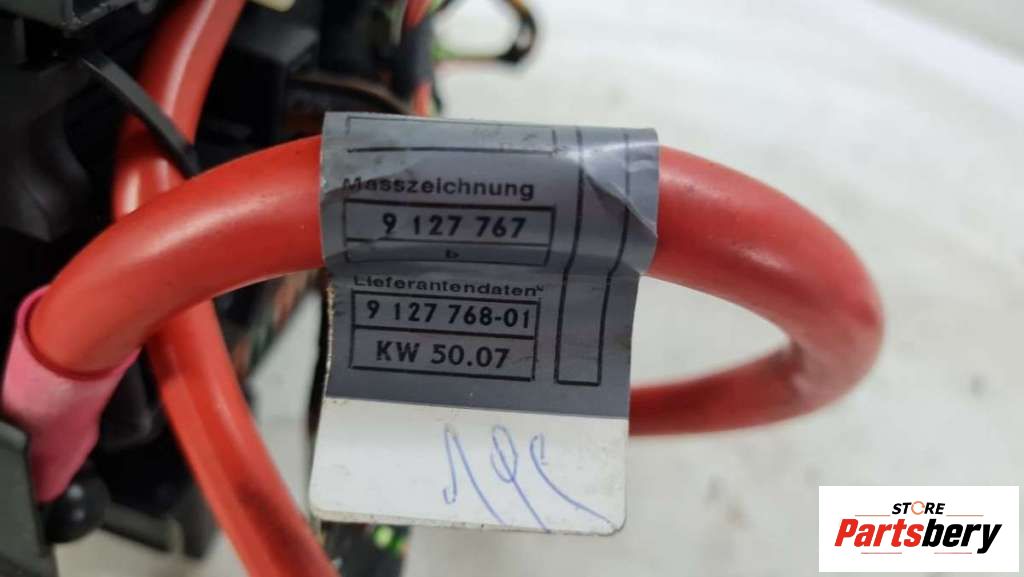 Masszeichnung
9 127 767
b
Lieferantendaten
9 127 768-01
KW 50.07
STORE
Partsbery